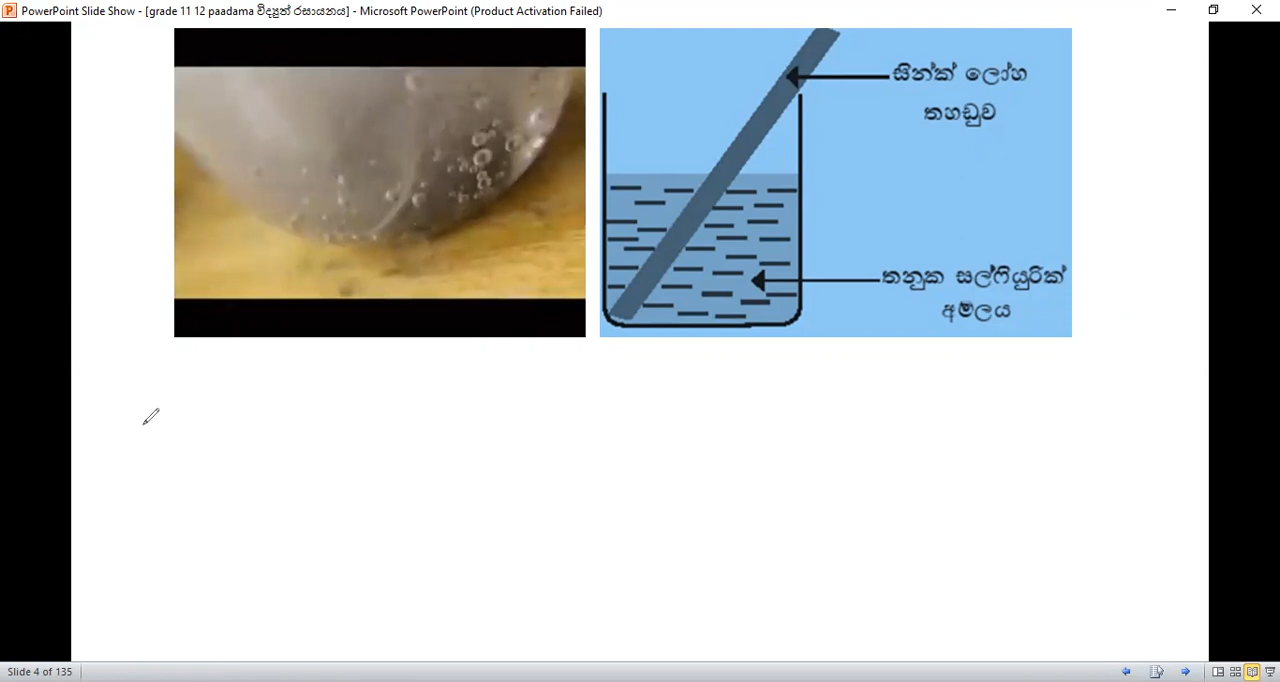 PowerPoint Slide Show - [grade 11 12 paadama විද්‍යුත් රසායනය] - Microsoft PowerPoint (Product Activation Failed)
සින්ක් ලෝහ
තහඩුව
තනුක සල්ෆියුරික්
අම්ලය
Slide 4 of 135